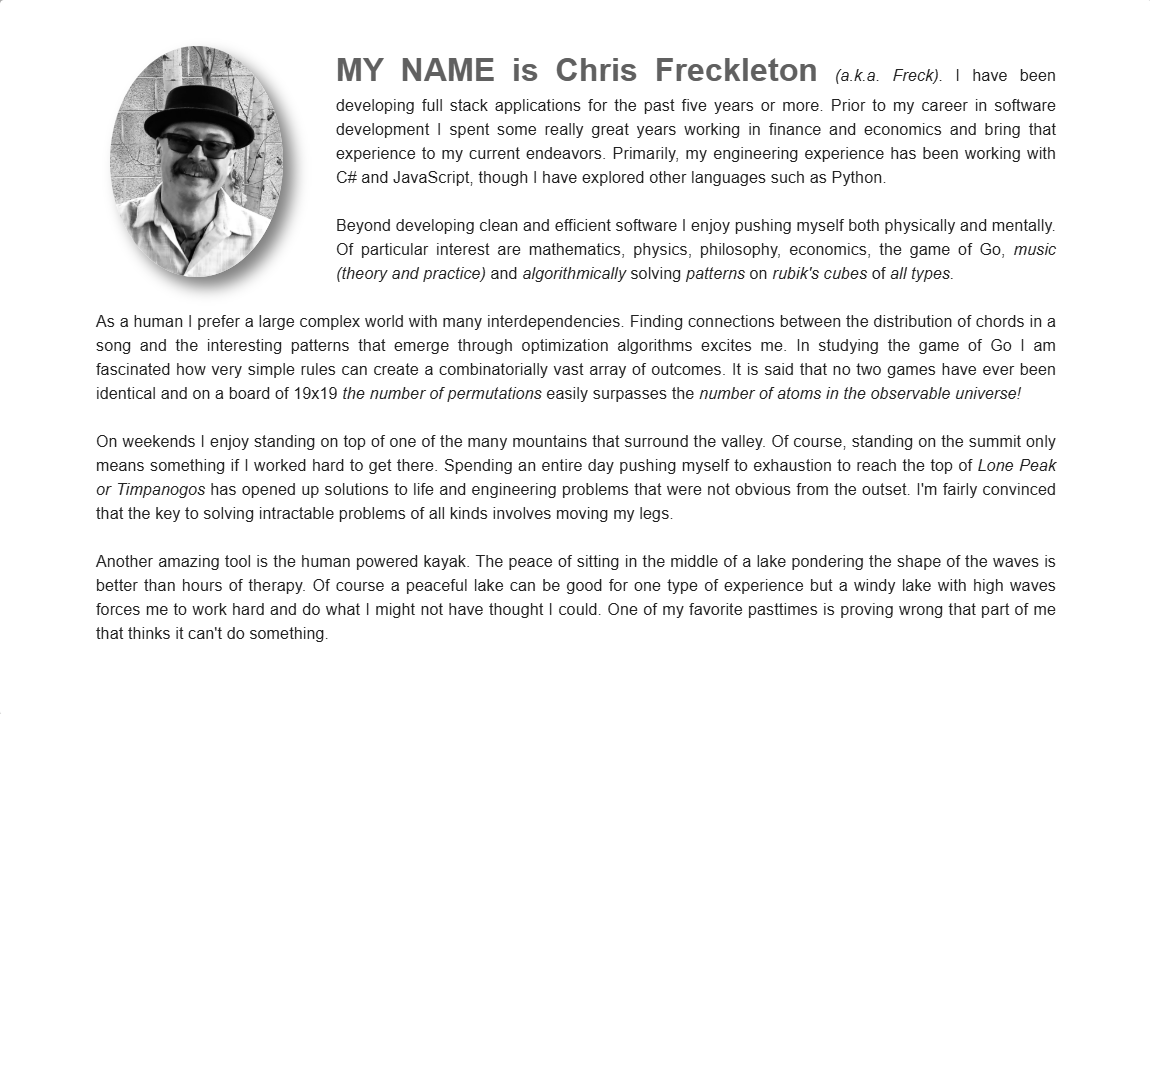 MY NAME is Chris Freckleton (a.k.a. Freck). I have been
developing full stack applications for the past five years or more. Prior to my career in software
development I spent some really great years working in finance and economics and bring that
experience to my current endeavors. Primarily, my engineering experience has been working with
C# and JavaScript, though I have explored other languages such as Python.
Beyond developing clean and efficient software I enjoy pushing myself both physically and mentally.
Of particular interest are mathematics, physics, philosophy, economics, the game of Go, music
(theory and practice) and algorithmically solving patterns on rubik's cubes of all types.
As a human I prefer a large complex world with many interdependencies. Finding connections between the distribution of chords in a
song and the interesting patterns that emerge through optimization algorithms excites me. In studying the game of Go I am
fascinated how very simple rules can create a combinatorially vast array of outcomes. It is said that no two games have ever been
identical and on a board of 19x19 the number of permutations easily surpasses the number of atoms in the observable universe!
On weekends I enjoy standing on top of one of the many mountains that surround the valley. Of course, standing on the summit only
means something if I worked hard to get there. Spending an entire day pushing myself to exhaustion to reach the top of Lone Peak
or Timpanogos has opened up solutions to life and engineering problems that were not obvious from the outset. I'm fairly convinced
that the key to solving intractable problems of all kinds involves moving my legs.
Another amazing tool is the human powered kayak. The peace of sitting in the middle of a lake pondering the shape of the waves is
better than hours of therapy. Of course a peaceful lake can be good for one type of experience but a windy lake with high waves
forces me to work hard and do what I might not have thought I could. One of my favorite pasttimes is proving wrong that part of me
that thinks it can't do something.